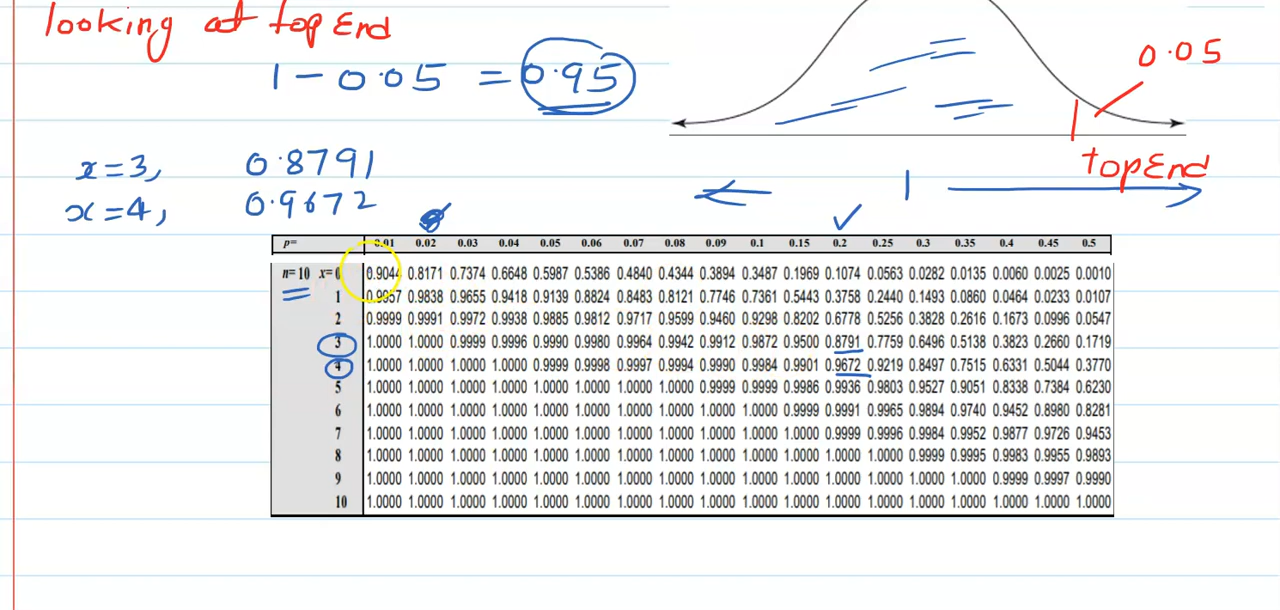 looking at top End
1 - 0.05 = 0.95
0.05
top End
x=3, 0.8791
x=4, 0.9672
p= 0.01 0.02 0.03 0.04 0.05 0.06 0.07 0.08 0.09 0.1 0.15 0.2 0.25 0.3 0.35 0.4 0.45 0.5
n= 10 x= 0 0.9044 0.8171 0.7374 0.6648 0.5987 0.5386 0.4840 0.4344 0.3894 0.3487 0.1969 0.1074 0.0563 0.0282 0.0135 0.0060 0.0025 0.0010
1 0.9957 0.9838 0.9655 0.9418 0.9139 0.8824 0.8483 0.8121 0.7746 0.7361 0.5443 0.3758 0.2440 0.1493 0.0860 0.0464 0.0233 0.0107
2 0.9999 0.9991 0.9972 0.9938 0.9885 0.9812 0.9717 0.9599 0.9460 0.9298 0.8202 0.6778 0.5256 0.3828 0.2616 0.1673 0.0996 0.0547
3 1.0000 1.0000 0.9999 0.9996 0.9990 0.9980 0.9964 0.9942 0.9912 0.9872 0.9500 0.8791 0.7759 0.6496 0.5138 0.3823 0.2660 0.1719
4 1.0000 1.0000 1.0000 1.0000 0.9999 0.9998 0.9997 0.9994 0.9990 0.9984 0.9901 0.9672 0.9219 0.8497 0.7515 0.6331 0.5044 0.3770
5 1.0000 1.0000 1.0000 1.0000 1.0000 1.0000 1.0000 1.0000 0.9999 0.9999 0.9986 0.9936 0.9803 0.9527 0.9051 0.8338 0.7384 0.6230
6 1.0000 1.0000 1.0000 1.0000 1.0000 1.0000 1.0000 1.0000 1.0000 1.0000 0.9999 0.9991 0.9965 0.9894 0.9740 0.9452 0.8980 0.8281
7 1.0000 1.0000 1.0000 1.0000 1.0000 1.0000 1.0000 1.0000 1.0000 1.0000 1.0000 0.9999 0.9996 0.9984 0.9952 0.9877 0.9726 0.9453
8 1.0000 1.0000 1.0000 1.0000 1.0000 1.0000 1.0000 1.0000 1.0000 1.0000 1.0000 1.0000 1.0000 0.9999 0.9995 0.9983 0.9955 0.9893
9 1.0000 1.0000 1.0000 1.0000 1.0000 1.0000 1.0000 1.0000 1.0000 1.0000 1.0000 1.0000 1.0000 1.0000 1.0000 0.9999 0.9997 0.9990
10 1.0000 1.0000 1.0000 1.0000 1.0000 1.0000 1.0000 1.0000 1.0000 1.0000 1.0000 1.0000 1.0000 1.0000 1.0000 1.0000 1.0000 1.0000